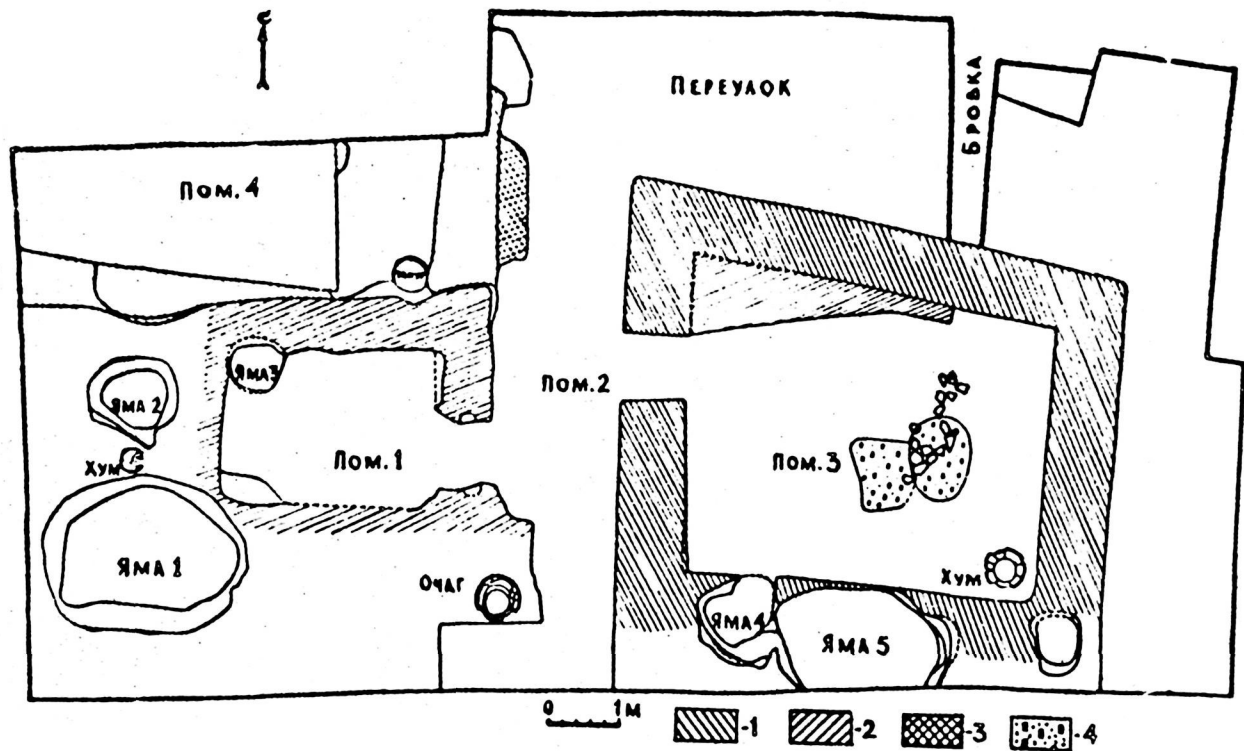 С
Переулок
Бровка
Пом. 4
Яма 3
Яма 2
Пом. 2
Хум
Пом. 1
Пом. 3
Яма 1
Очаг
Хум
Яма 4
Яма 5
0 1м
-1 -2 -3 -4